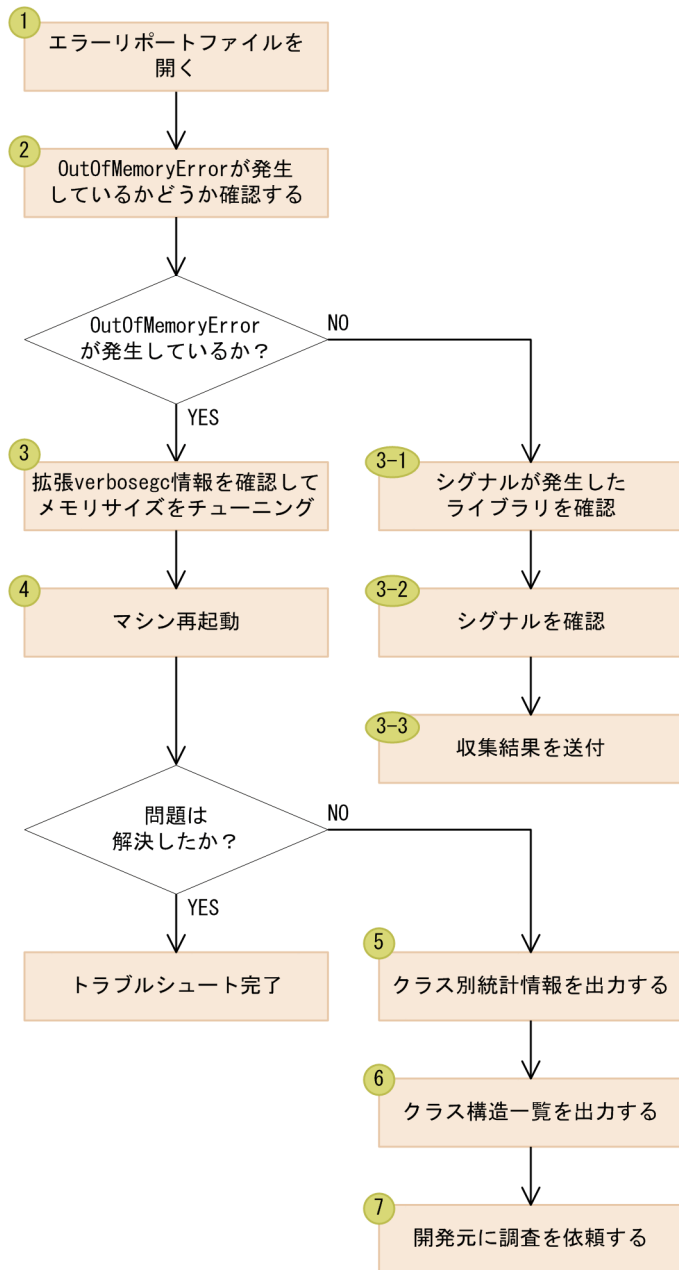 1
エラーリポートファイルを
開く
2
OutOfMemoryErrorが発生
しているかどうか確認する
OutOfMemoryError
が発生しているか？
NO
YES
3
拡張verbosegc情報を確認して
メモリサイズをチューニング
3-1
シグナルが発生した
ライブラリを確認
4
マシン再起動
3-2
シグナルを確認
3-3
収集結果を送付
問題は
解決したか？
NO
YES
トラブルシュート完了
5
クラス別統計情報を出力する
6
クラス構造一覧を出力する
7
開発元に調査を依頼する